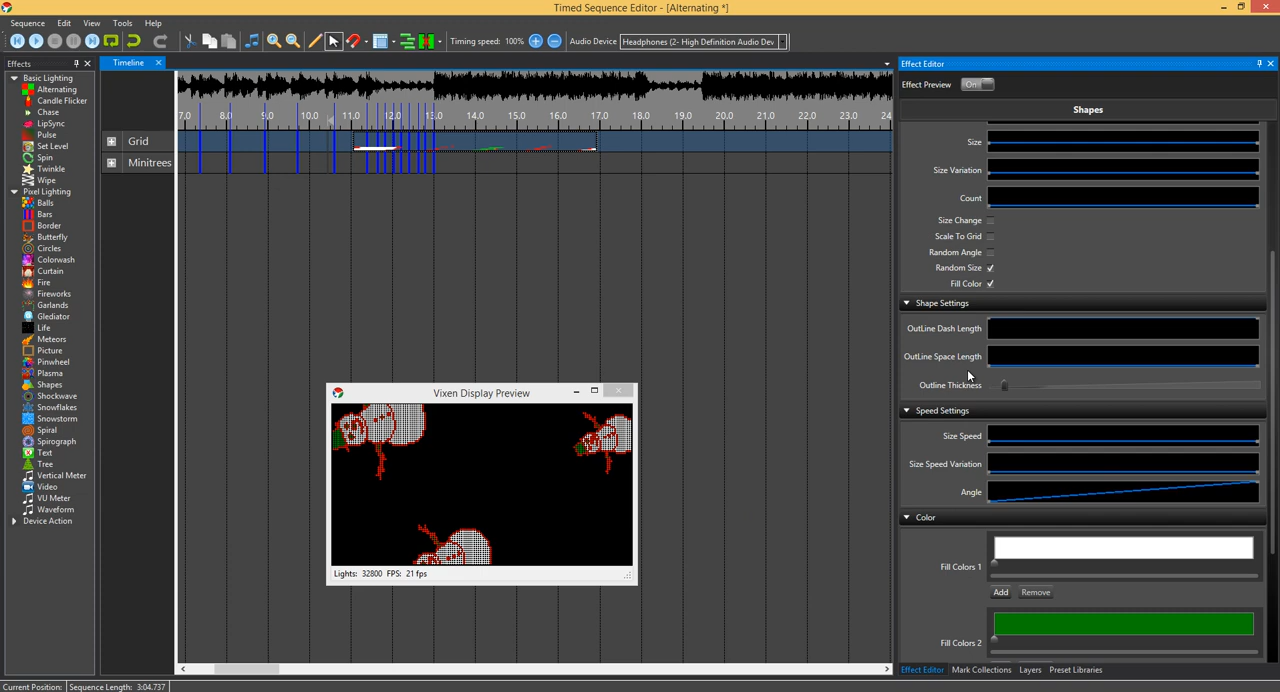 Timed Sequence Editor - [Alternating *]
Sequence Edit View Tools Help
Timing speed: 100% Audio Device Headphones (2- High Definition Audio Dev
Effects
Basic Lighting
Alternating
Candle Flicker
Chase
LipSync
Pulse
Set Level
Spin
Twinkle
Wipe
Pixel Lighting
Balls
Bars
Border
Butterfly
Circles
Colorwash
Curtain
Fire
Fireworks
Garlands
Glediator
Life
Meteors
Picture
Pinwheel
Plasma
Shapes
Shockwave
Snowflakes
Snowstorm
Spiral
Spirograph
Text
Tree
Vertical Meter
Video
VU Meter
Waveform
Device Action
Timeline
7.0 8.0 9.0 10.0 11.0 12.0 13.0 14.0 15.0 16.0 17.0 18.0 19.0 20.0 21.0 22.0 23.0 24
Grid
Minitrees
Vixen Display Preview
Lights: 32800 FPS: 21 fps
Effect Editor
Effect Preview On
Shapes
Size
Size Variation
Count
Size Change
Scale To Grid
Random Angle
Random Size
Fill Color
Shape Settings
OutLine Dash Length
OutLine Space Length
Outline Thickness
Speed Settings
Size Speed
Size Speed Variation
Angle
Color
Fill Colors 1
Add Remove
Fill Colors 2
Effect Editor Mark Collections Layers Preset Libraries
Current Position: Sequence Length: 3:04.737